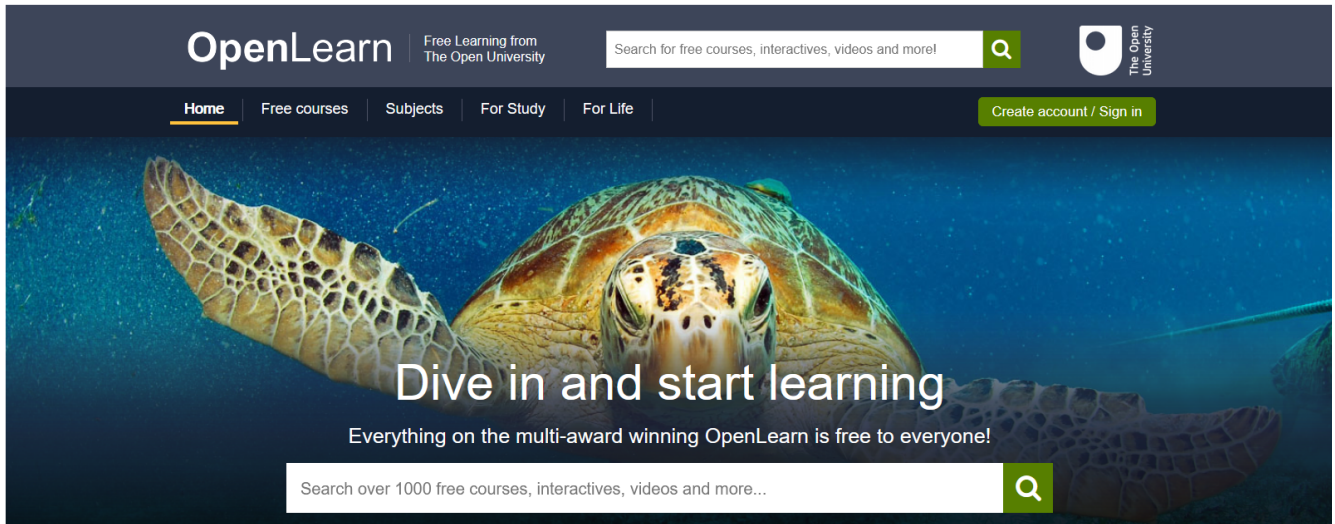 OpenLearn
Free Learning from
The Open University
Search for free courses, interactives, videos and more!
The Open
University
Home
Free courses
Subjects
For Study
For Life
Create account / Sign in
Dive in and start learning
Everything on the multi-award winning OpenLearn is free to everyone!
Search over 1000 free courses, interactives, videos and more...